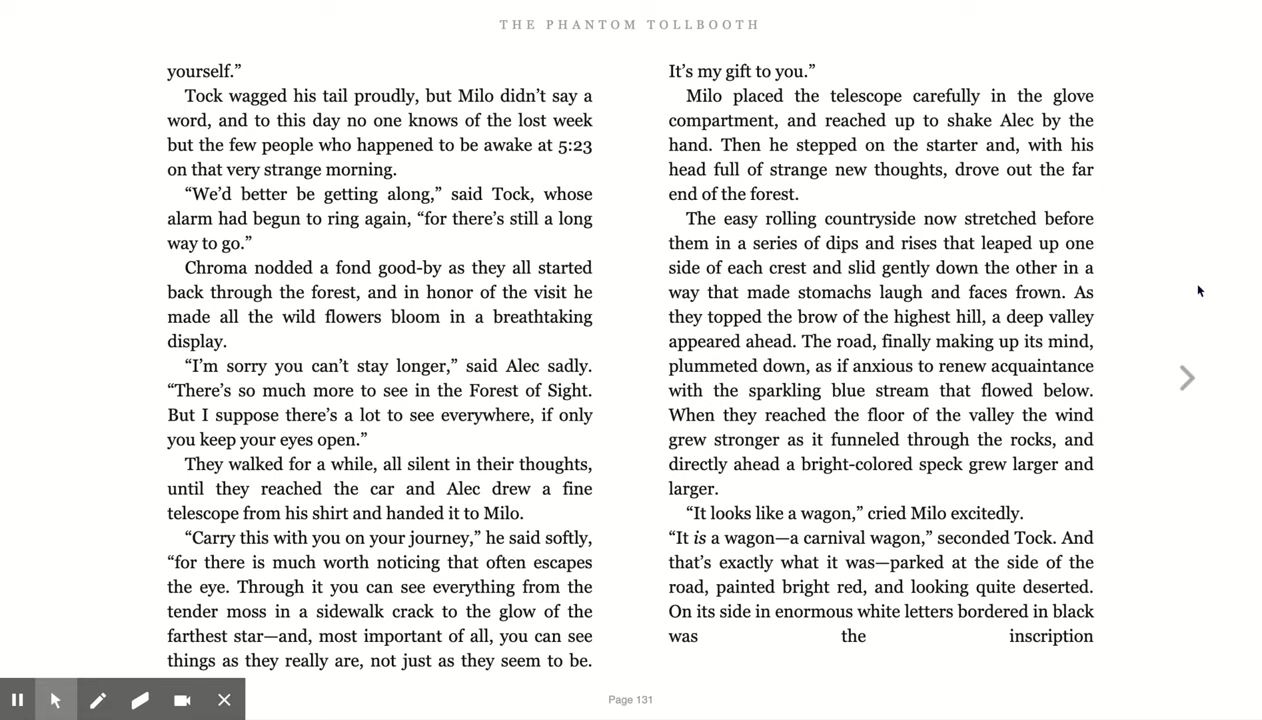 THE PHANTOM TOLLBOOTH
yourself.”
Tock wagged his tail proudly, but Milo didn’t say a
word, and to this day no one knows of the lost week
but the few people who happened to be awake at 5:23
on that very strange morning.
“We’d better be getting along,” said Tock, whose
alarm had begun to ring again, “for there’s still a long
way to go.”
Chroma nodded a fond good-by as they all started
back through the forest, and in honor of the visit he
made all the wild flowers bloom in a breathtaking
display.
“I’m sorry you can’t stay longer,” said Alec sadly.
“There’s so much more to see in the Forest of Sight.
But I suppose there’s a lot to see everywhere, if only
you keep your eyes open.”
They walked for a while, all silent in their thoughts,
until they reached the car and Alec drew a fine
telescope from his shirt and handed it to Milo.
“Carry this with you on your journey,” he said softly,
“for there is much worth noticing that often escapes
the eye. Through it you can see everything from the
tender moss in a sidewalk crack to the glow of the
farthest star—and, most important of all, you can see
things as they really are, not just as they seem to be.
It’s my gift to you.”
Milo placed the telescope carefully in the glove
compartment, and reached up to shake Alec by the
hand. Then he stepped on the starter and, with his
head full of strange new thoughts, drove out the far
end of the forest.
The easy rolling countryside now stretched before
them in a series of dips and rises that leaped up one
side of each crest and slid gently down the other in a
way that made stomachs laugh and faces frown. As
they topped the brow of the highest hill, a deep valley
appeared ahead. The road, finally making up its mind,
plummeted down, as if anxious to renew acquaintance
with the sparkling blue stream that flowed below.
When they reached the floor of the valley the wind
grew stronger as it funneled through the rocks, and
directly ahead a bright-colored speck grew larger and
larger.
“It looks like a wagon,” cried Milo excitedly.
“It is a wagon—a carnival wagon,” seconded Tock. And
that’s exactly what it was—parked at the side of the
road, painted bright red, and looking quite deserted.
On its side in enormous white letters bordered in black
was the inscription
Page 131